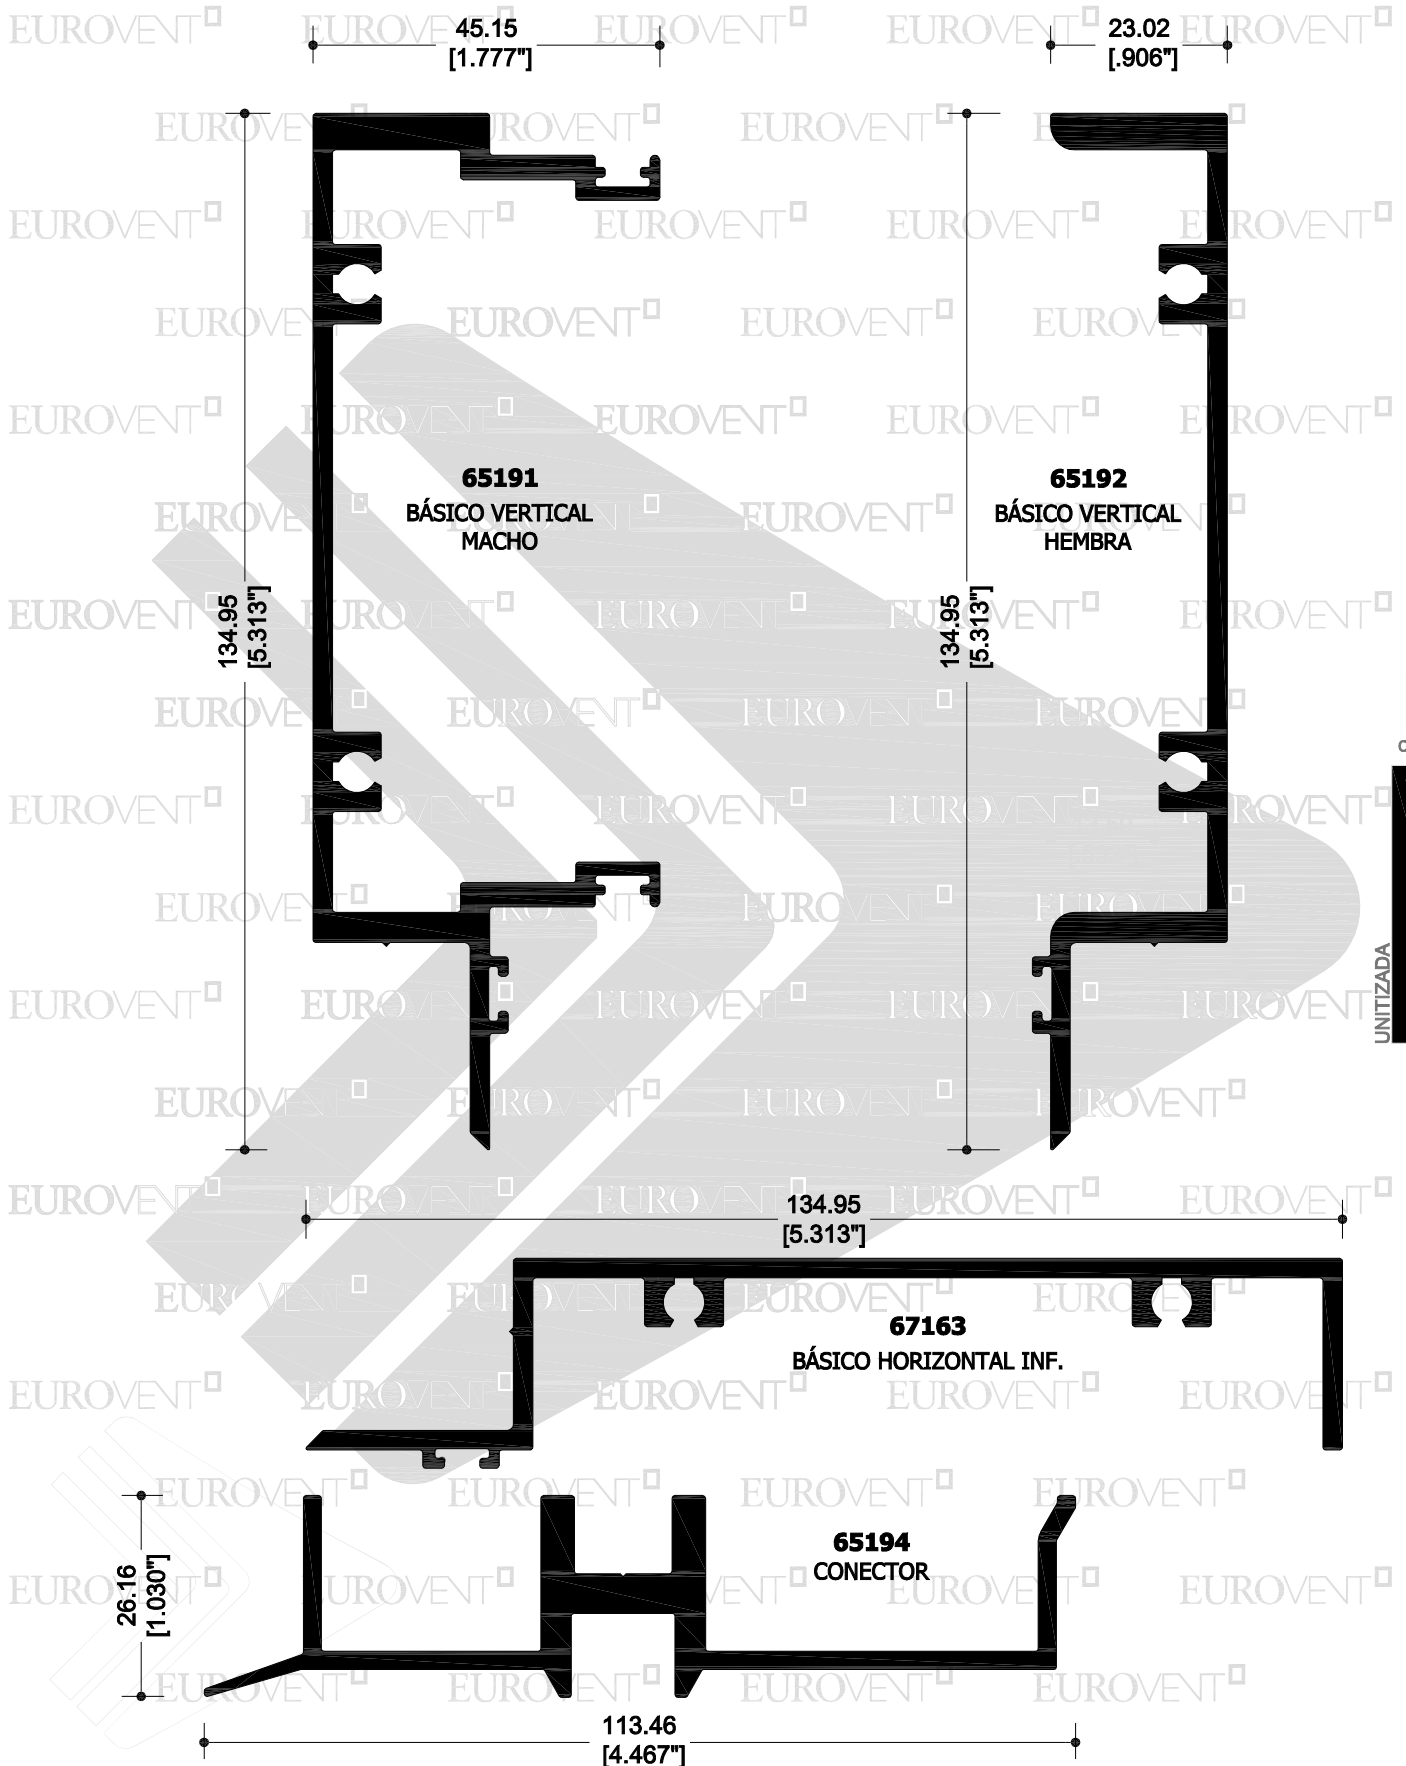 45.15
[1.777"]
23.02
[.906"]
65191
BÁSICO VERTICAL
MACHO
65192
BÁSICO VERTICAL
HEMBRA
134.95
[5.313"]
134.95
[5.313"]
UNITIZADA
134.95
[5.313"]
67163
BÁSICO HORIZONTAL INF.
65194
CONECTOR
26.16
[1.030"]
113.46
[4.467"]
EUROVENT